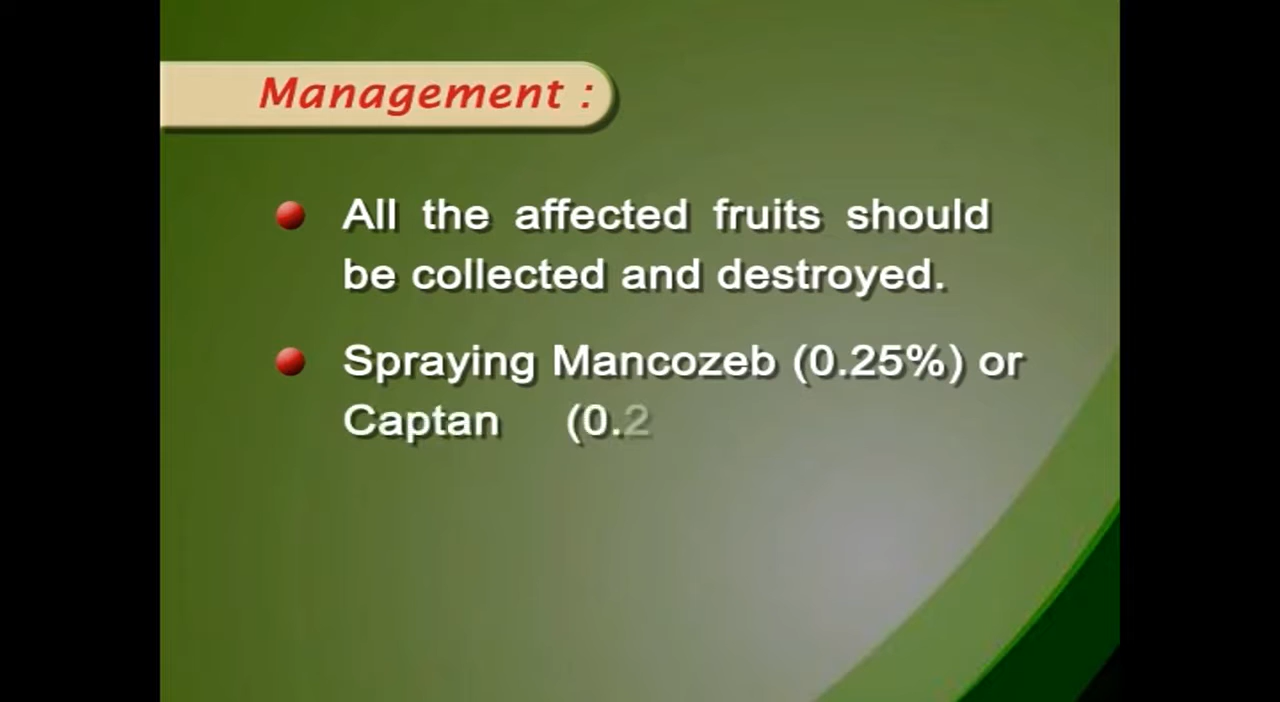 Management :
All the affected fruits should
be collected and destroyed.
Spraying Mancozeb (0.25%) or
Captan (0.2